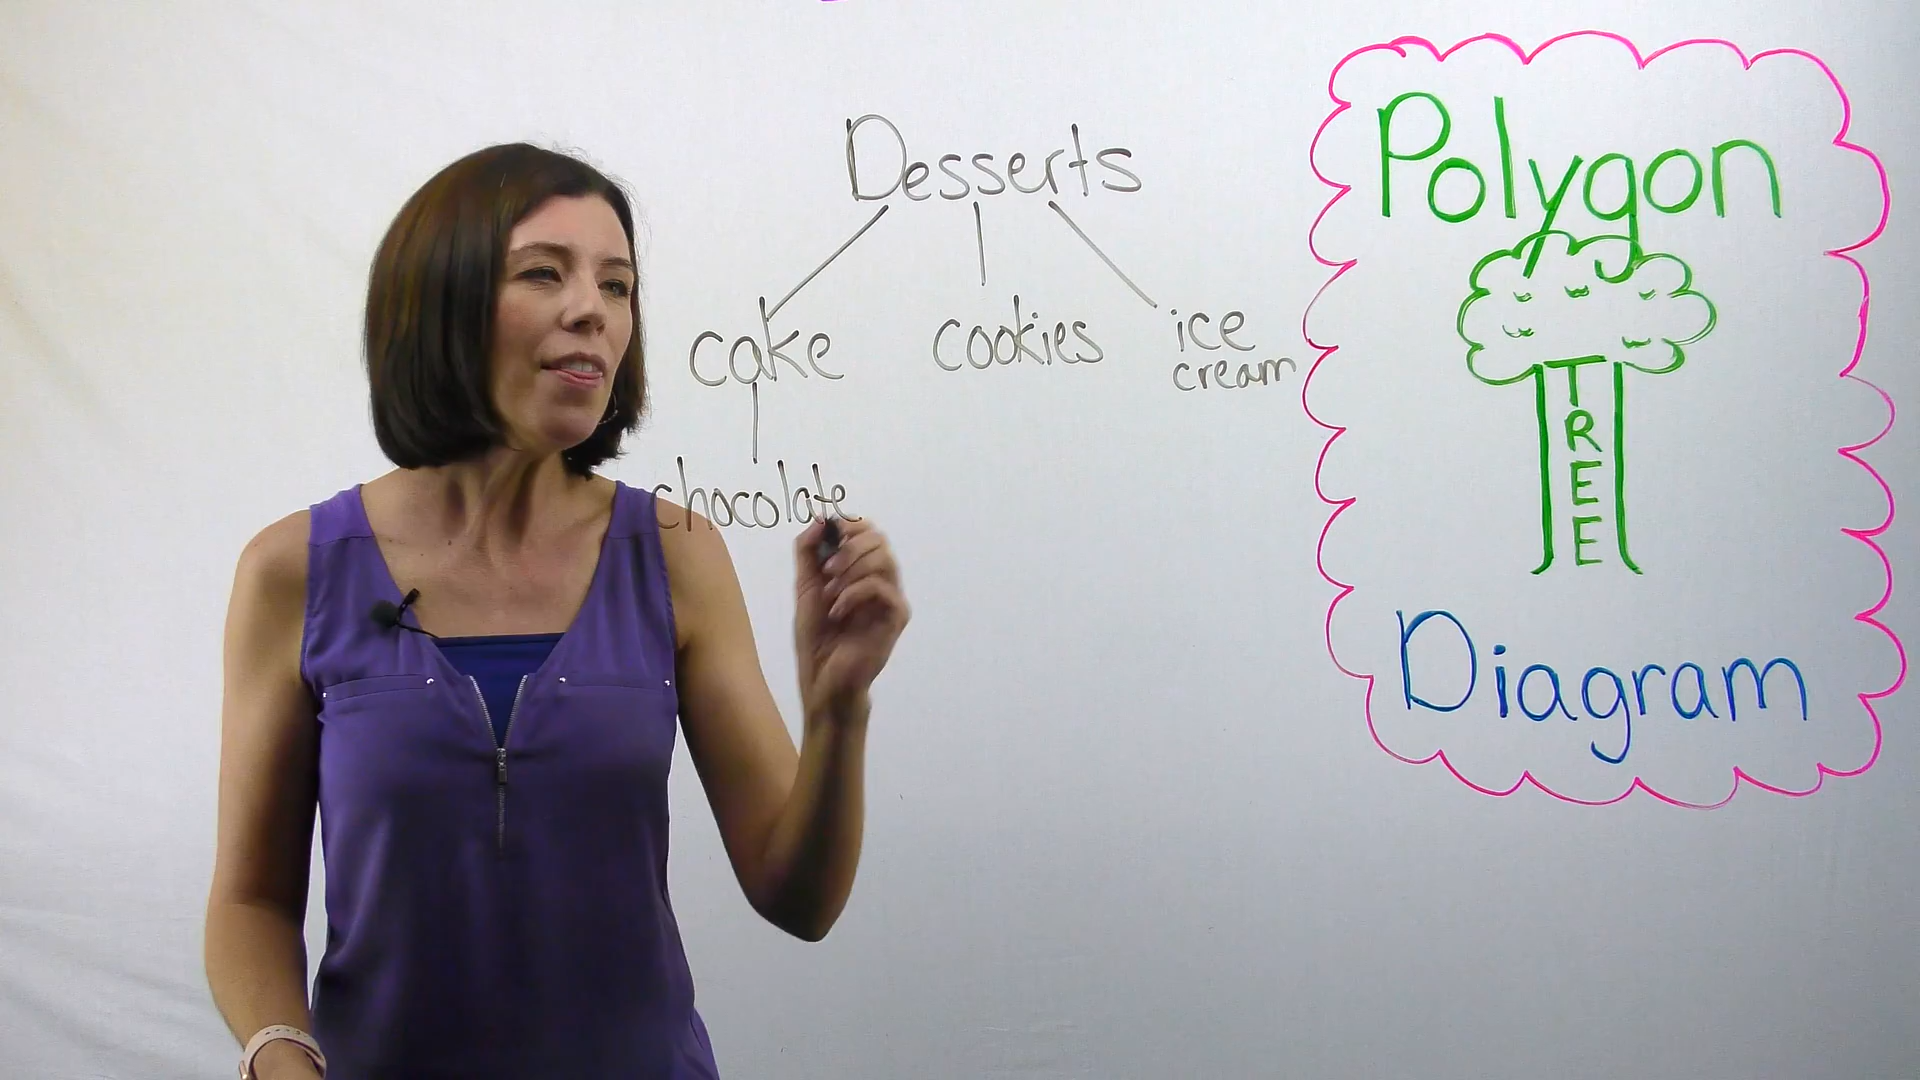 Desserts
cake cookies ice
cream
chocolate
Polygon
TREE
Diagram